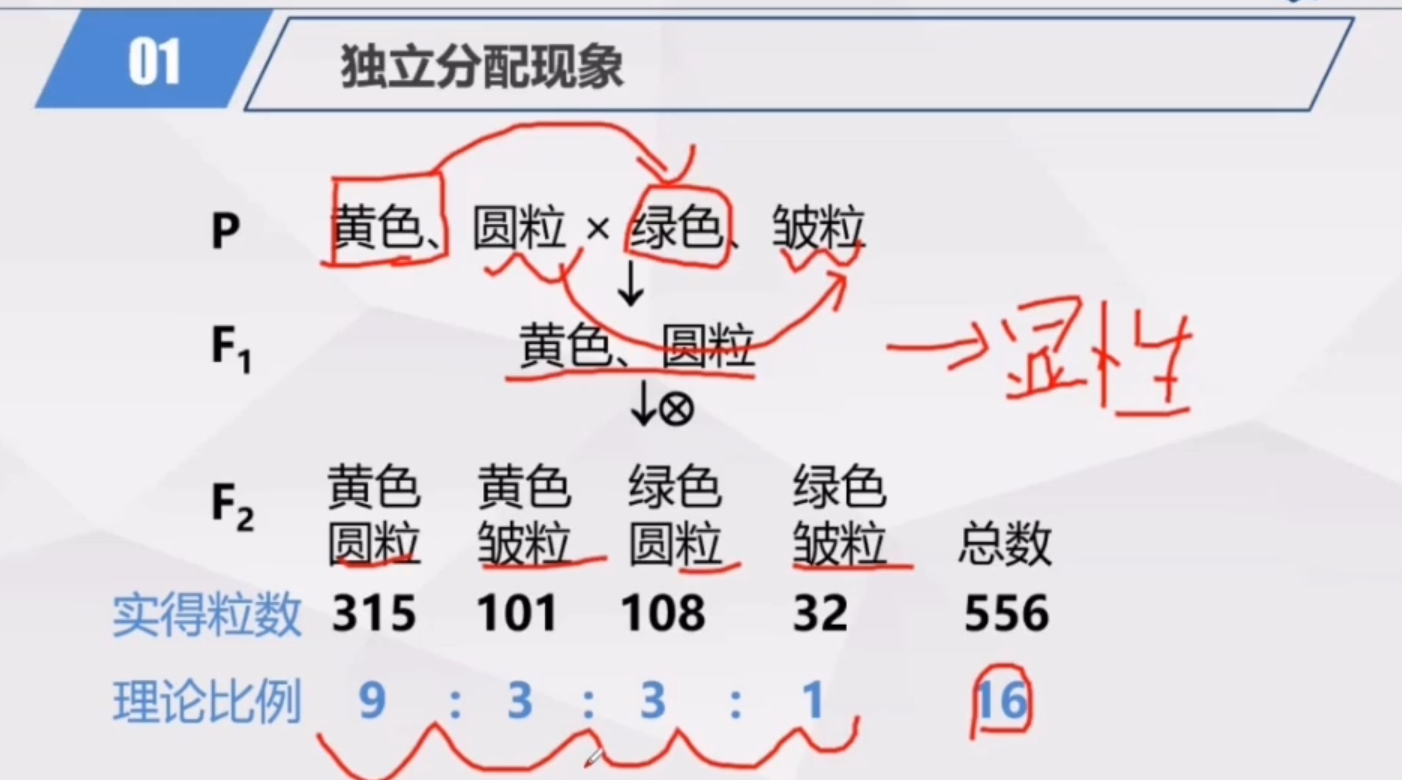 01 独立分配现象
P 黄色、圆粒 × 绿色、皱粒
↓
F₁ 黄色、圆粒 → 显性
↓⊗
F₂ 黄色 黄色 绿色 绿色
圆粒 皱粒 圆粒 皱粒 总数
实得粒数 315 101 108 32 556
理论比例 9 : 3 : 3 : 1 16